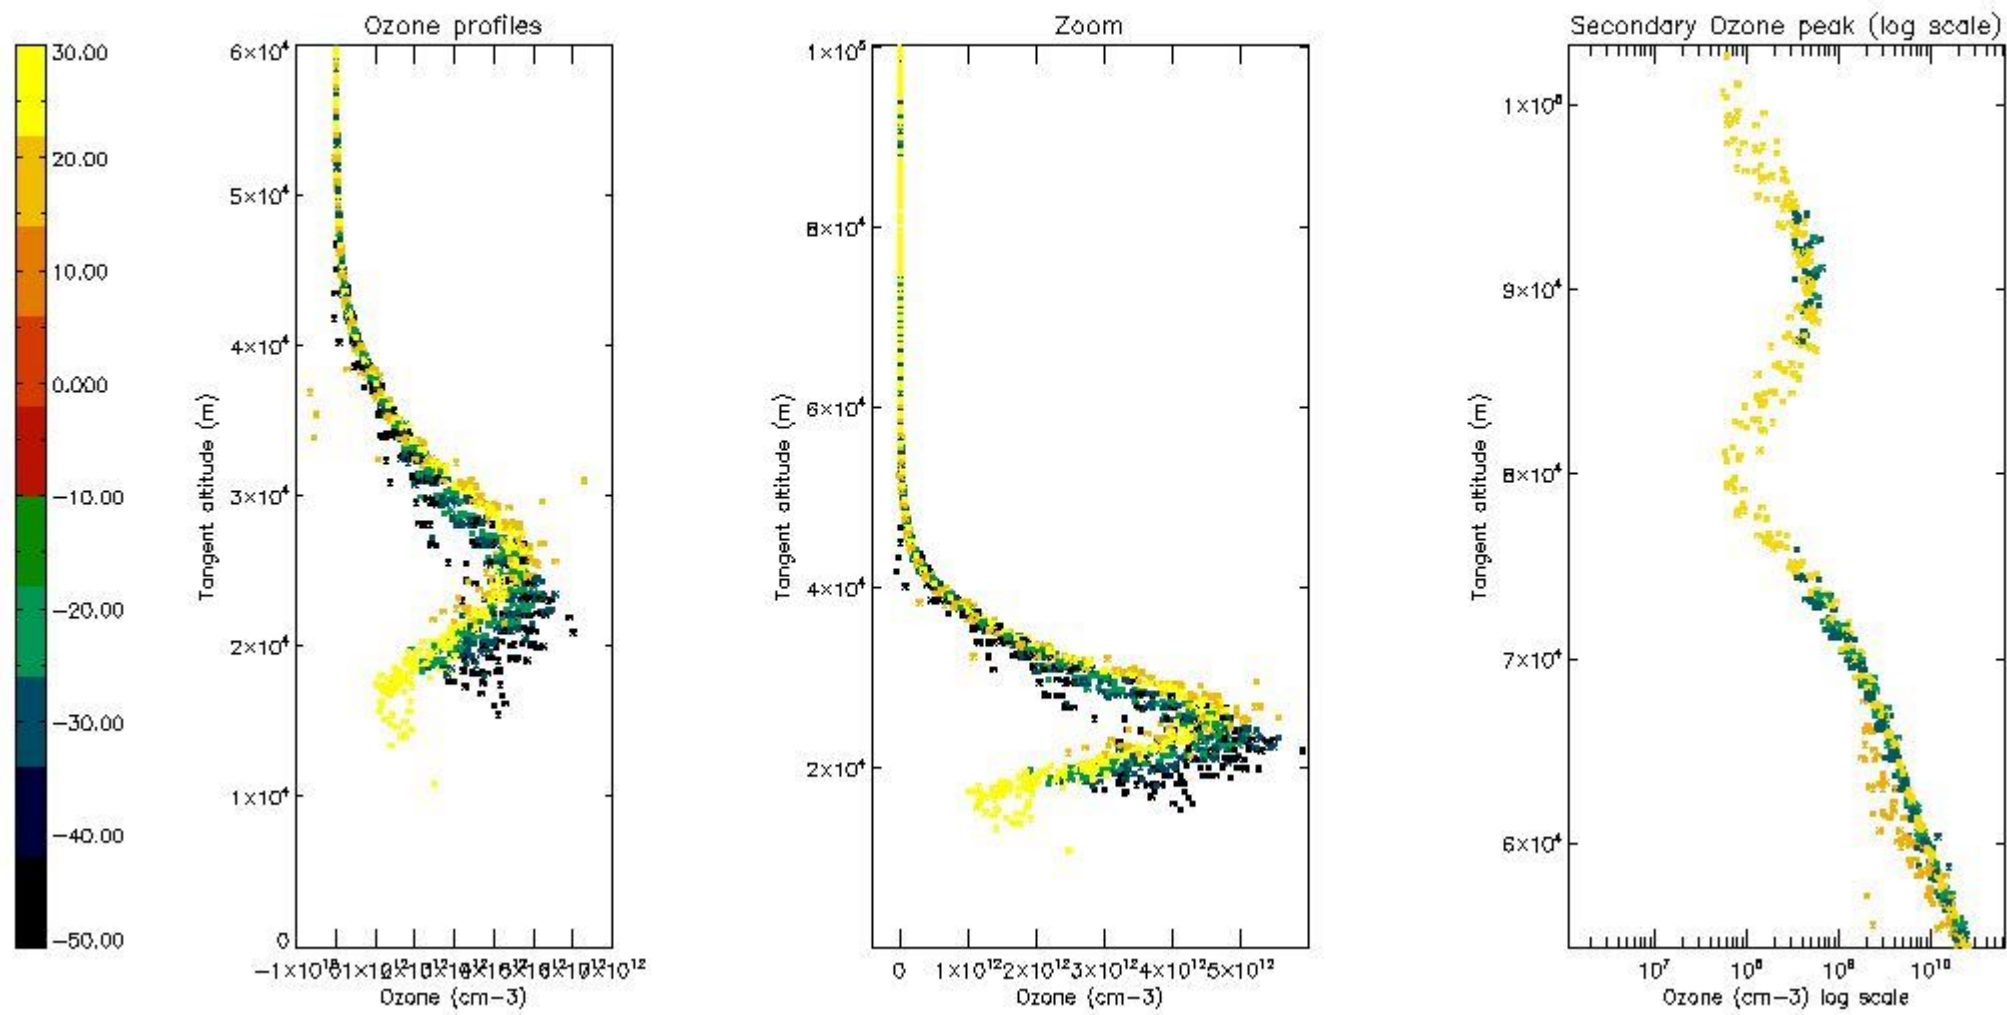 Ozone profiles
Zoom
Secondary Ozone peak (log scale)
30.00
20.00
10.00
0.000
−10.00
−20.00
−30.00
−40.00
−50.00
6×10⁴
5×10⁴
4×10⁴
3×10⁴
2×10⁴
1×10⁴
0
Tangent altitude (m)
Ozone (cm−3)
1×10⁵
8×10⁴
6×10⁴
4×10⁴
2×10⁴
Tangent altitude (m)
0 1×10¹² 2×10¹² 3×10¹² 4×10¹² 5×10¹²
Ozone (cm−3)
1×10⁵
9×10⁴
8×10⁴
7×10⁴
6×10⁴
Tangent altitude (m)
10⁷ 10⁸ 10⁹ 10¹⁰
Ozone (cm−3) log scale